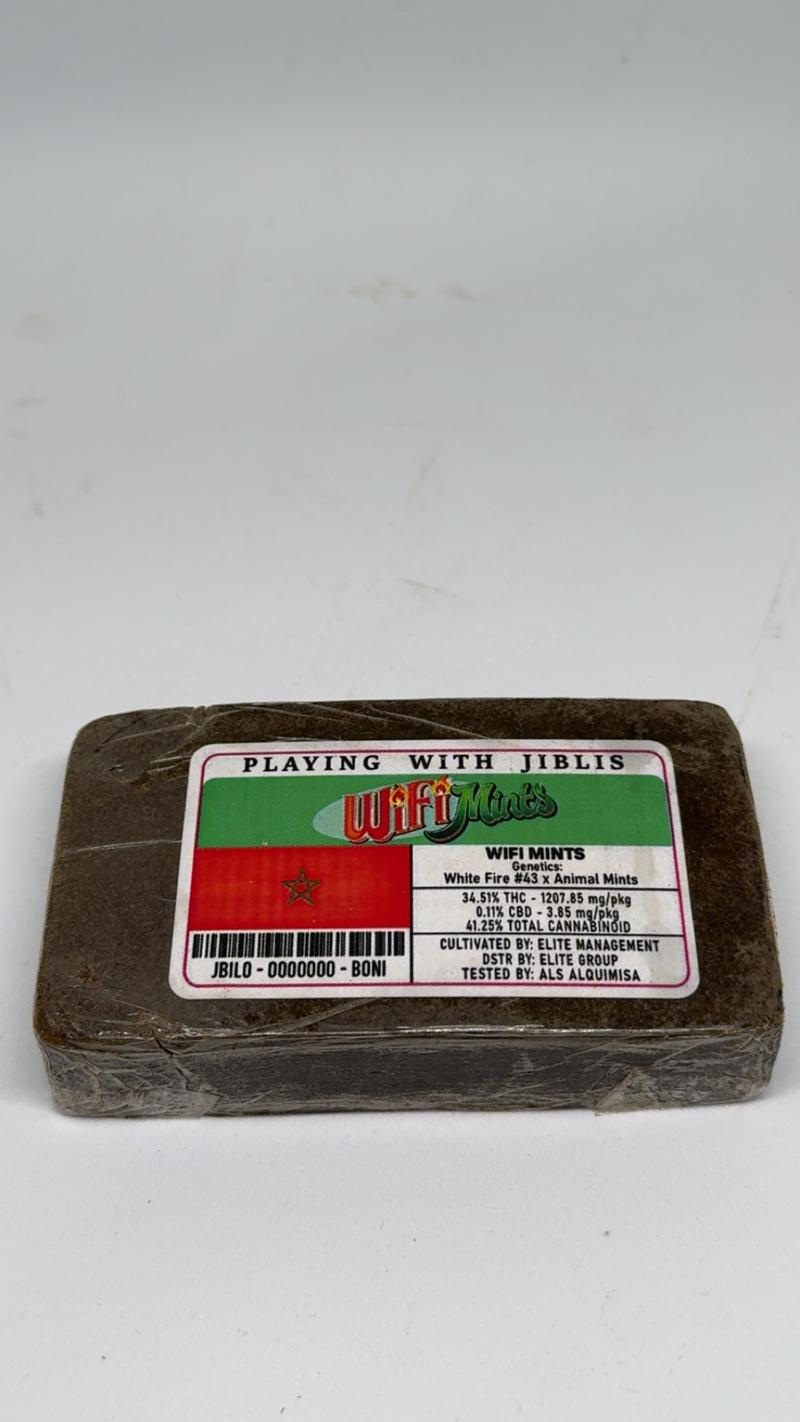 PLAYING WITH JIBLIS
WiFi Mints
WIFI MINTS
Genetics:
White Fire #43 x Animal Mints
34.51% THC - 1207.85 mg/pkg
0.11% CBD - 3.85 mg/pkg
41.25% TOTAL CANNABINOID
CULTIVATED BY: ELITE MANAGEMENT
DSTR BY: ELITE GROUP
TESTED BY: ALS ALQUIMISA
JBILO - 0000000 - BONI